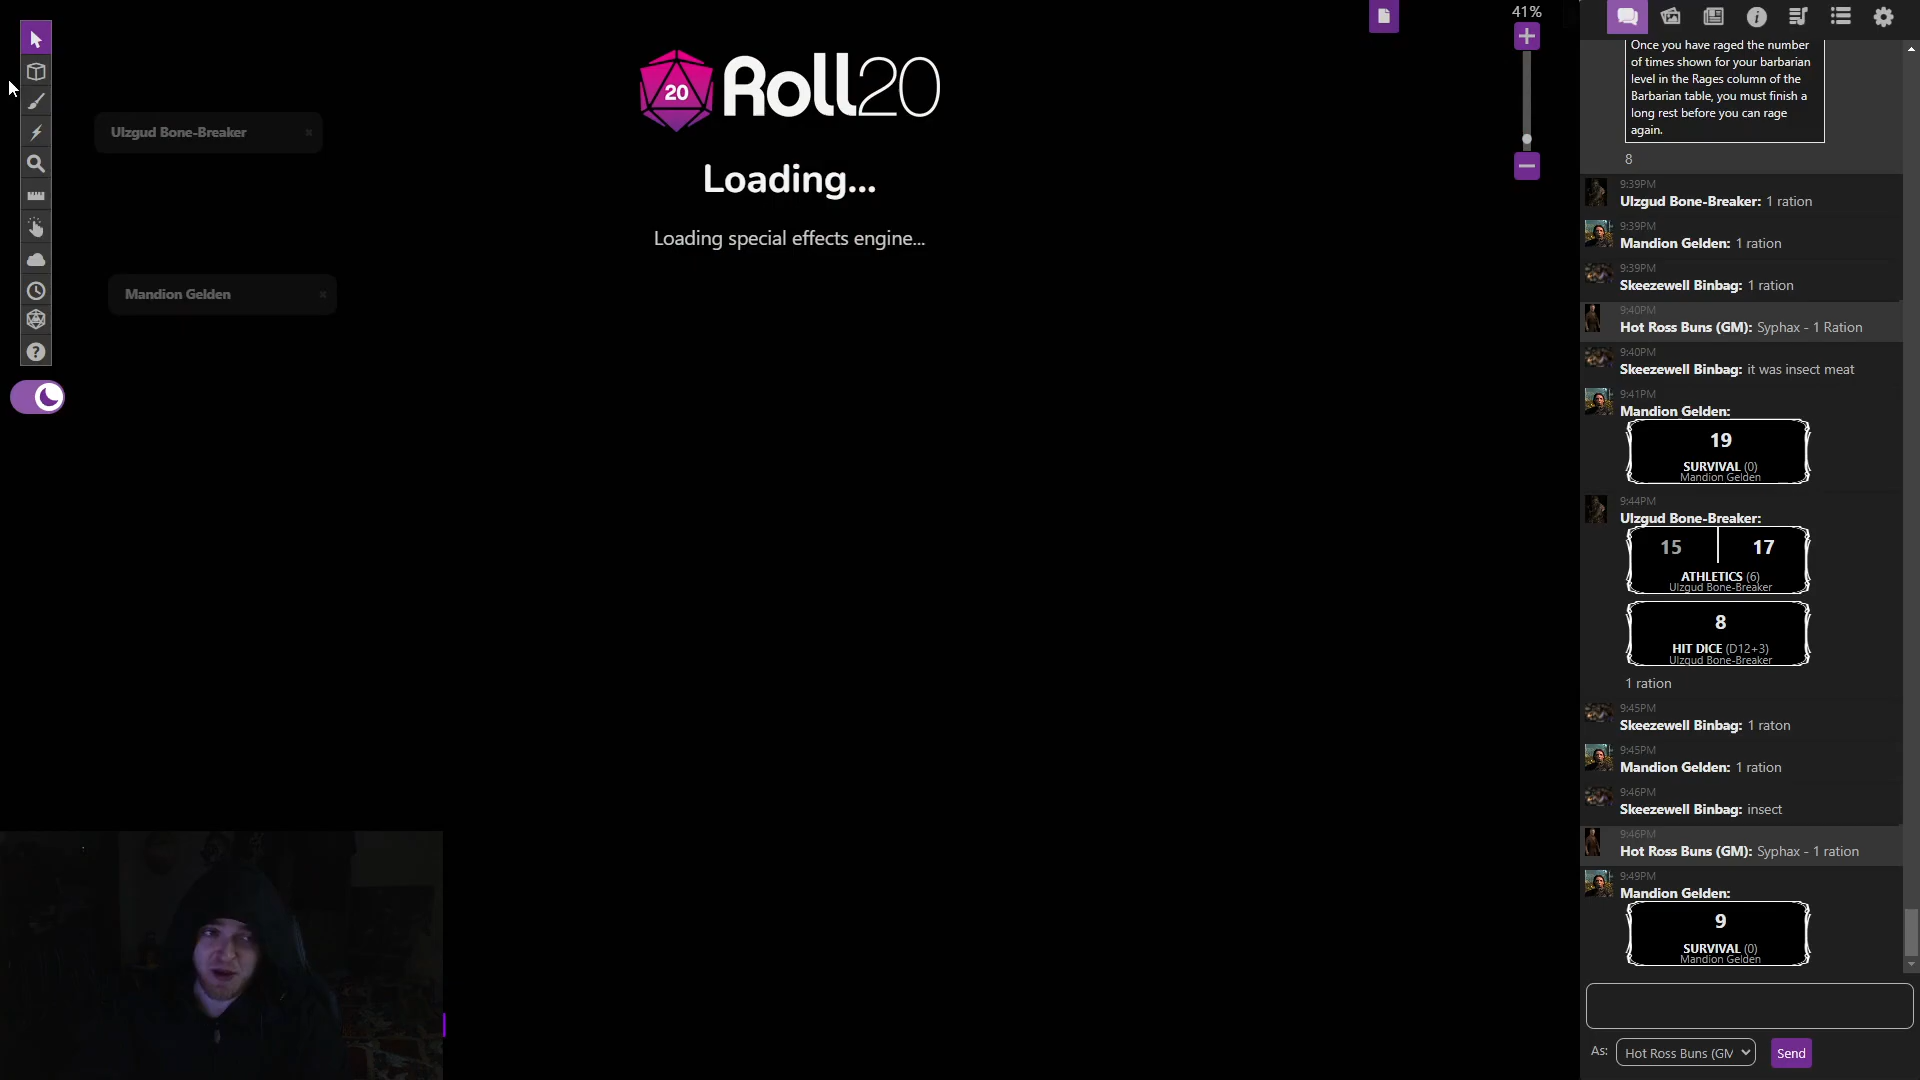 41%
20
Roll20
Loading...
Loading special effects engine...
Ulzgud Bone-Breaker
Mandion Gelden
Once you have raged the number
of times shown for your barbarian
level in the Rages column of the
Barbarian table, you must finish a
long rest before you can rage
again.
8
9:39PM
Ulzgud Bone-Breaker: 1 ration
9:39PM
Mandion Gelden: 1 ration
9:39PM
Skeezewell Binbag: 1 ration
9:40PM
Hot Ross Buns (GM): Syphax - 1 Ration
9:40PM
Skeezewell Binbag: it was insect meat
9:41PM
Mandion Gelden:
19
SURVIVAL (0)
Mandion Gelden
9:44PM
Ulzgud Bone-Breaker:
15 17
ATHLETICS (6)
Ulzgud Bone-Breaker
8
HIT DICE (D12+3)
Ulzgud Bone-Breaker
1 ration
9:45PM
Skeezewell Binbag: 1 raton
9:45PM
Mandion Gelden: 1 ration
9:46PM
Skeezewell Binbag: insect
9:46PM
Hot Ross Buns (GM): Syphax - 1 ration
9:49PM
Mandion Gelden:
9
SURVIVAL (0)
Mandion Gelden
As: Hot Ross Buns (GM Send